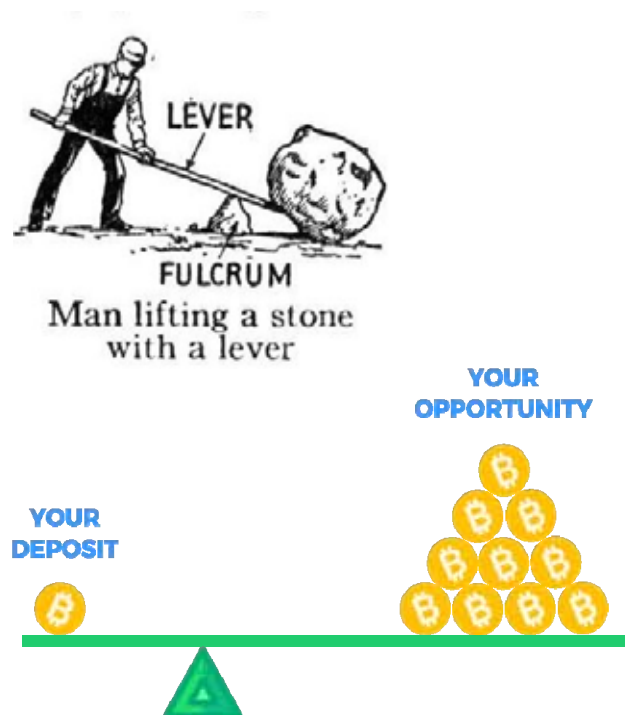 LEVER
FULCRUM
Man lifting a stone
with a lever
YOUR
OPPORTUNITY
YOUR
DEPOSIT